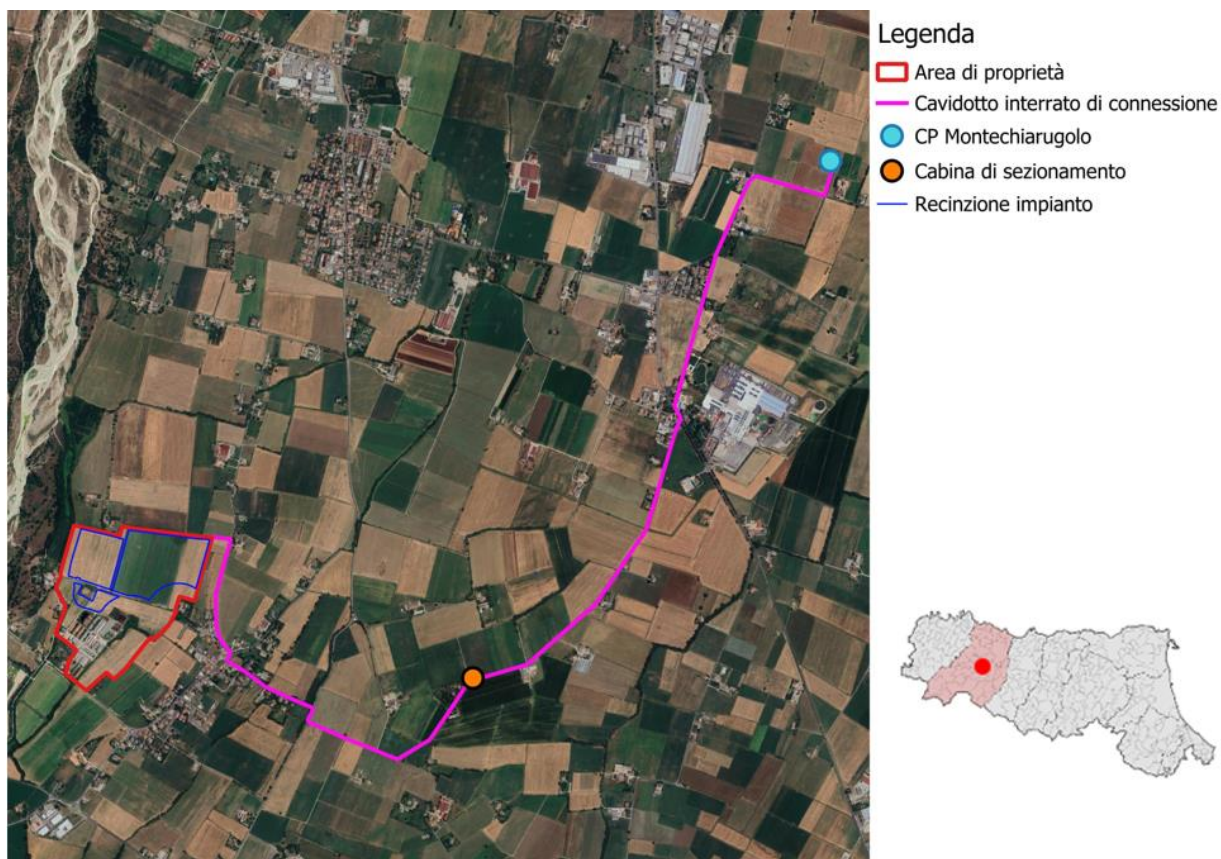 Legenda
Area di proprietà
Cavidotto interrato di connessione
CP Montechiarugolo
Cabina di sezionamento
Recinzione impianto